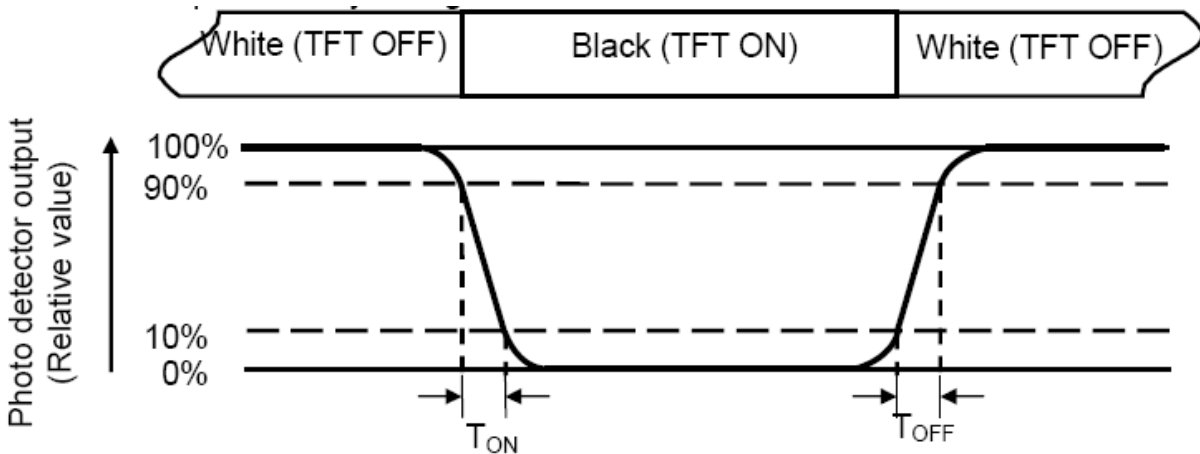 White (TFT OFF)
Black (TFT ON)
White (TFT OFF)
Photo detector output
(Relative value)
100%
90%
10%
0%
TON
TOFF